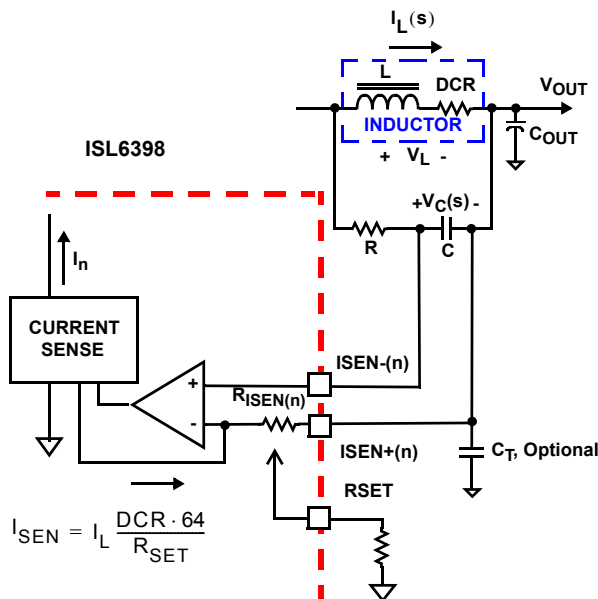 I_L(s)
L
DCR
V_OUT
INDUCTOR
C_OUT
+ V_L -
ISL6398
+V_C(s)-
R
C
I_n
CURRENT
SENSE
ISEN-(n)
+
R_ISEN(n)
-
ISEN+(n)
C_T, Optional
RSET
I_SEN = I_L DCR · 64 / R_SET